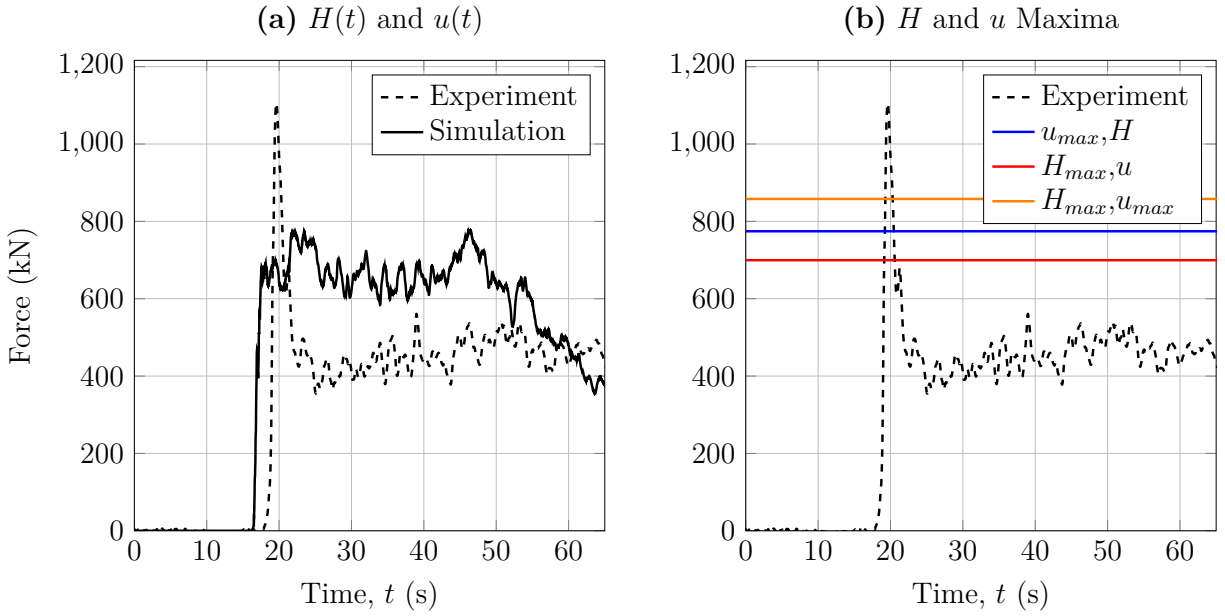 (a) H(t) and u(t)
1,200
1,000
800
600
400
200
0
Force (kN)
0 10 20 30 40 50 60
Time, t (s)
Experiment
Simulation
(b) H and u Maxima
1,200
1,000
800
600
400
200
0
0 10 20 30 40 50 60
Time, t (s)
Experiment
u_max,H
H_max,u
H_max,u_max